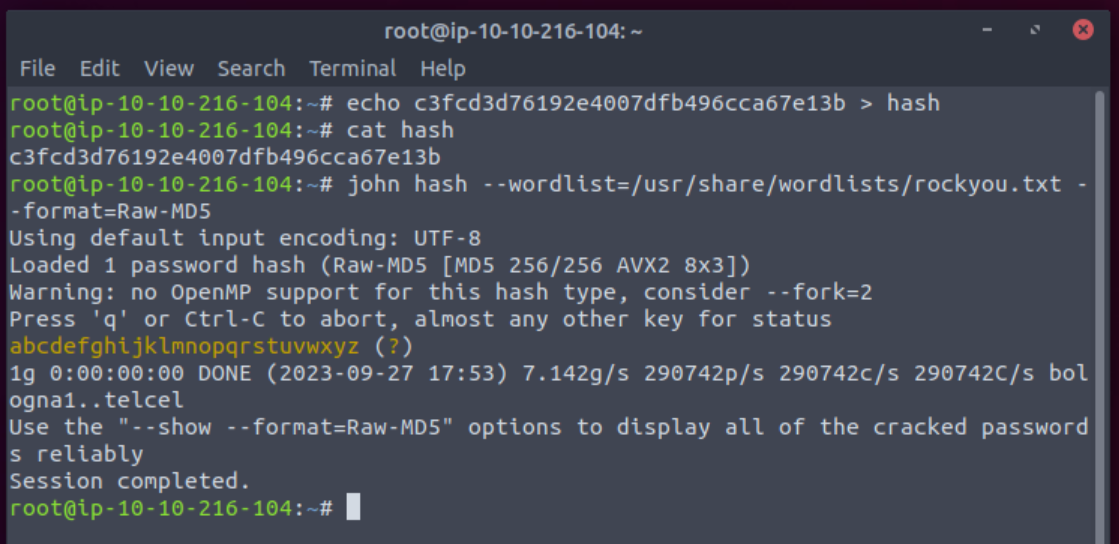 root@ip-10-10-216-104: ~
File Edit View Search Terminal Help
root@ip-10-10-216-104:~# echo c3fcd3d76192e4007dfb496cca67e13b > hash
root@ip-10-10-216-104:~# cat hash
c3fcd3d76192e4007dfb496cca67e13b
root@ip-10-10-216-104:~# john hash --wordlist=/usr/share/wordlists/rockyou.txt -
-format=Raw-MD5
Using default input encoding: UTF-8
Loaded 1 password hash (Raw-MD5 [MD5 256/256 AVX2 8x3])
Warning: no OpenMP support for this hash type, consider --fork=2
Press 'q' or Ctrl-C to abort, almost any other key for status
abcdefghijklmnopqrstuvwxyz (?)
1g 0:00:00:00 DONE (2023-09-27 17:53) 7.142g/s 290742p/s 290742c/s 290742C/s bol
ogna1..telcel
Use the "--show --format=Raw-MD5" options to display all of the cracked password
s reliably
Session completed.
root@ip-10-10-216-104:~#